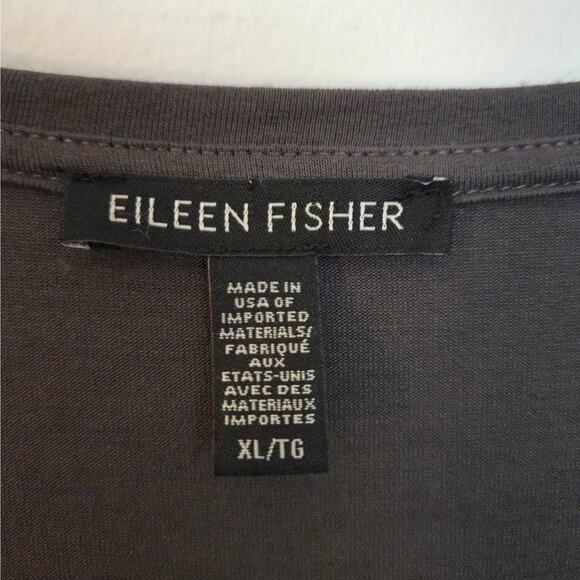 EILEEN FISHER
MADE IN
USA OF
IMPORTED
MATERIALS/
FABRIQUÉ
AUX
ETATS-UNIS
AVEC DES
MATERIAUX
IMPORTES
XL/TG